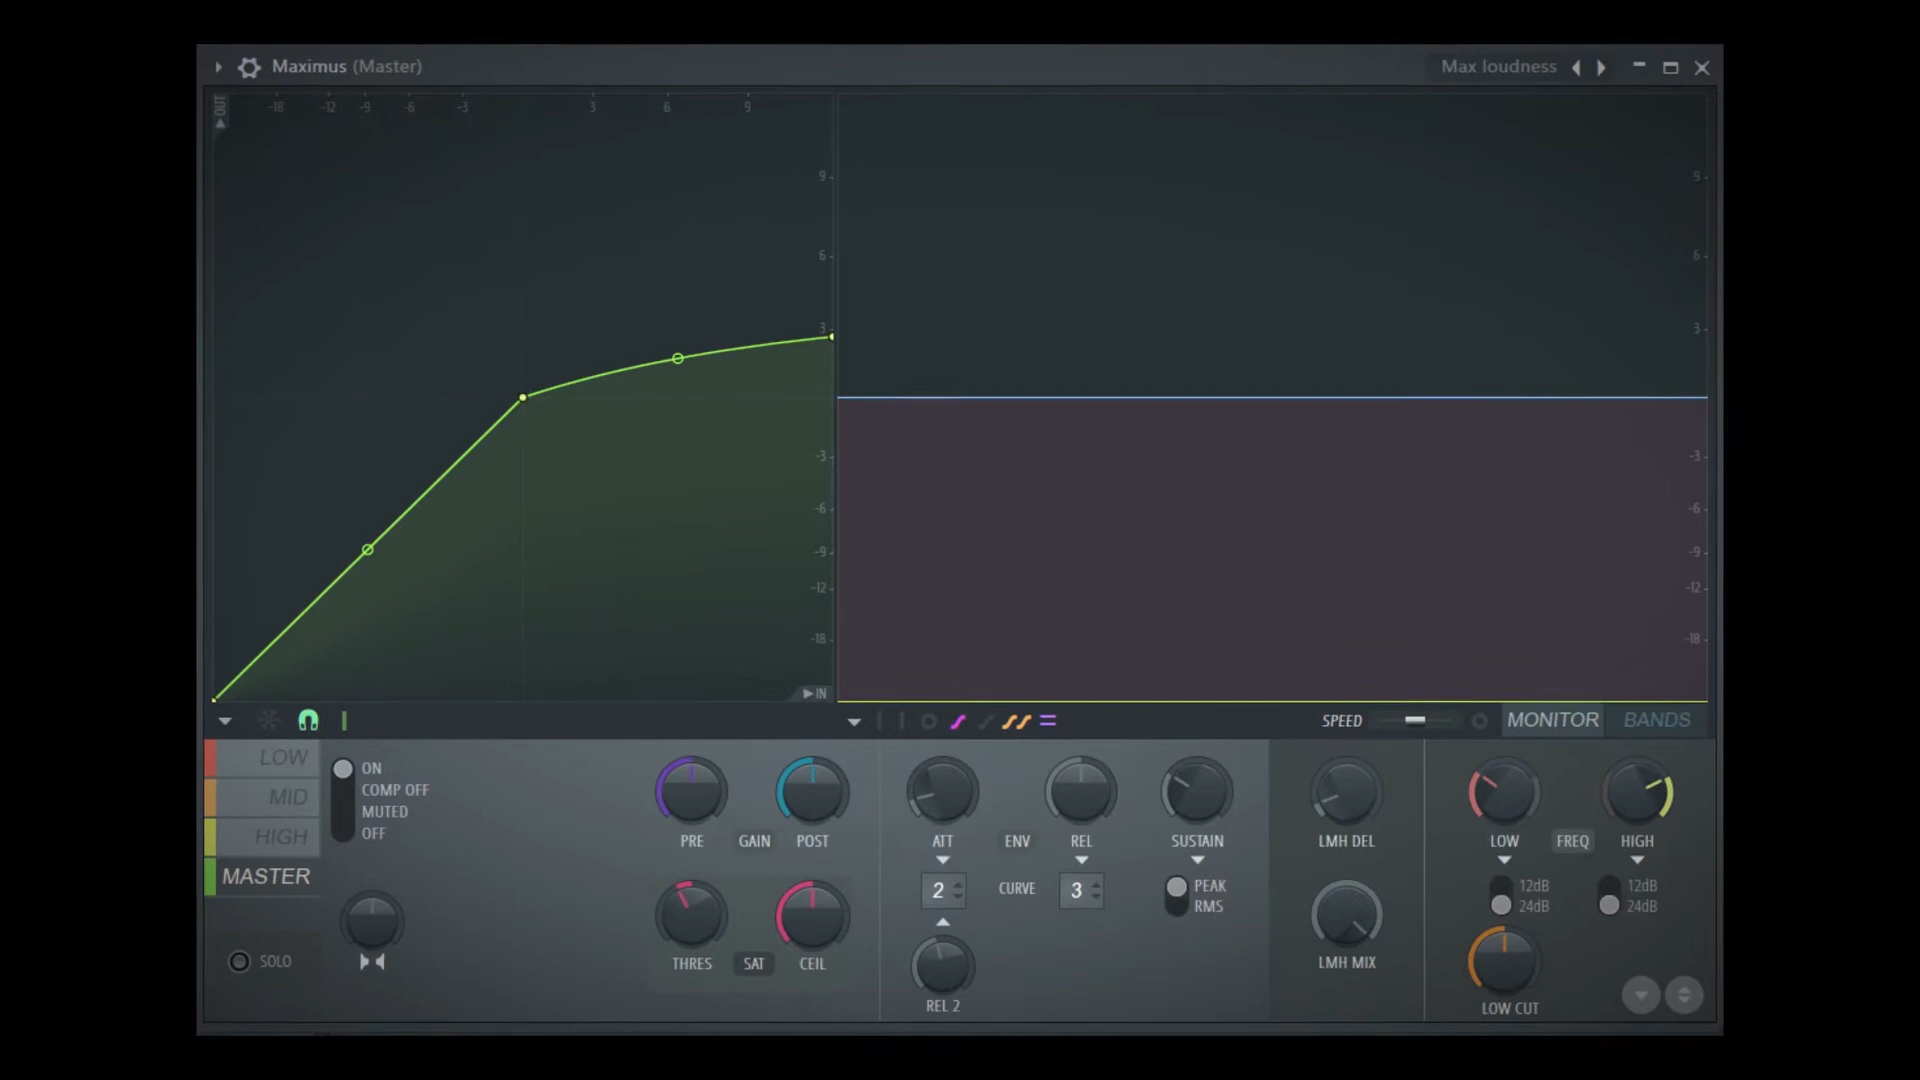 Maximus (Master)
Max loudness
OUT
-18 -12 -9 -6 -3 3 6 9
9
6
3
-3
-6
-9
-12
-18
IN
9
6
3
-3
-6
-9
-12
-18
SPEED
MONITOR
BANDS
LOW
MID
HIGH
MASTER
SOLO
ON
COMP OFF
MUTED
OFF
PRE GAIN POST
THRES SAT CEIL
ATT ENV REL SUSTAIN
2 CURVE 3
PEAK
RMS
REL 2
LMH DEL
LMH MIX
LOW FREQ HIGH
12dB
24dB
12dB
24dB
LOW CUT